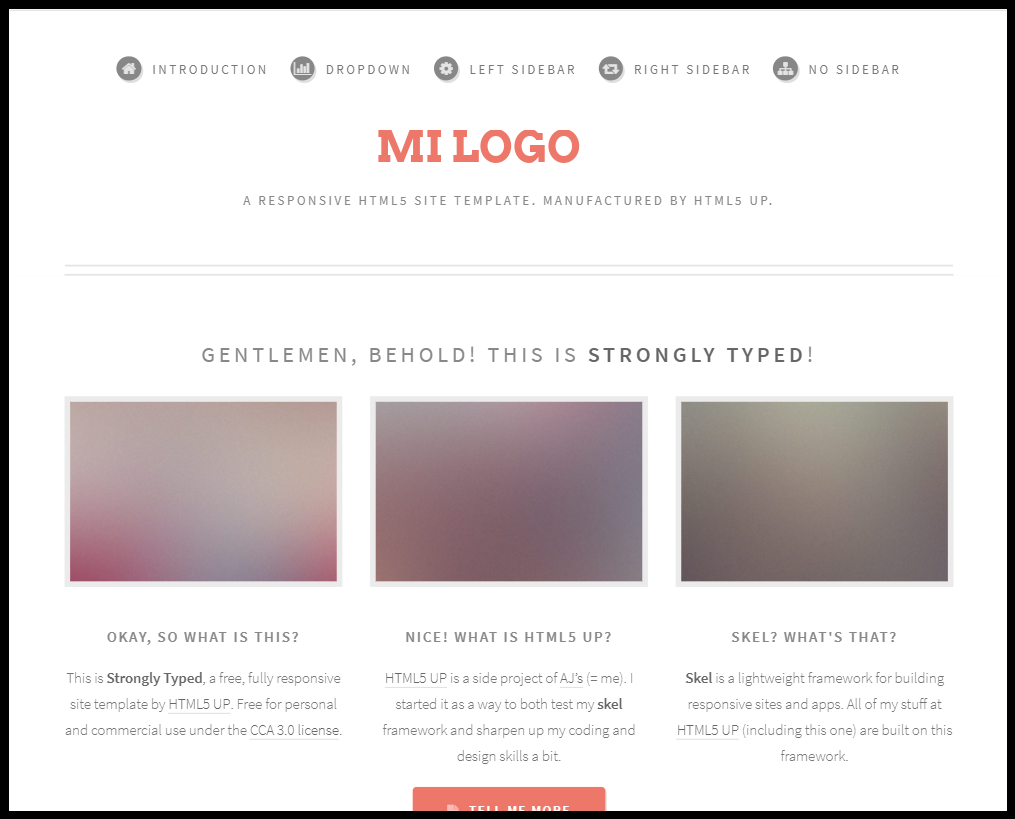 INTRODUCTION DROPDOWN LEFT SIDEBAR RIGHT SIDEBAR NO SIDEBAR
MI LOGO
A RESPONSIVE HTML5 SITE TEMPLATE. MANUFACTURED BY HTML5 UP.
GENTLEMEN, BEHOLD! THIS IS STRONGLY TYPED!
OKAY, SO WHAT IS THIS?
This is Strongly Typed, a free, fully responsive
site template by HTML5 UP. Free for personal
and commercial use under the CCA 3.0 license.
NICE! WHAT IS HTML5 UP?
HTML5 UP is a side project of AJ's (= me). I
started it as a way to both test my skel
framework and sharpen up my coding and
design skills a bit.
SKEL? WHAT'S THAT?
Skel is a lightweight framework for building
responsive sites and apps. All of my stuff at
HTML5 UP (including this one) are built on this
framework.
TELL ME MORE